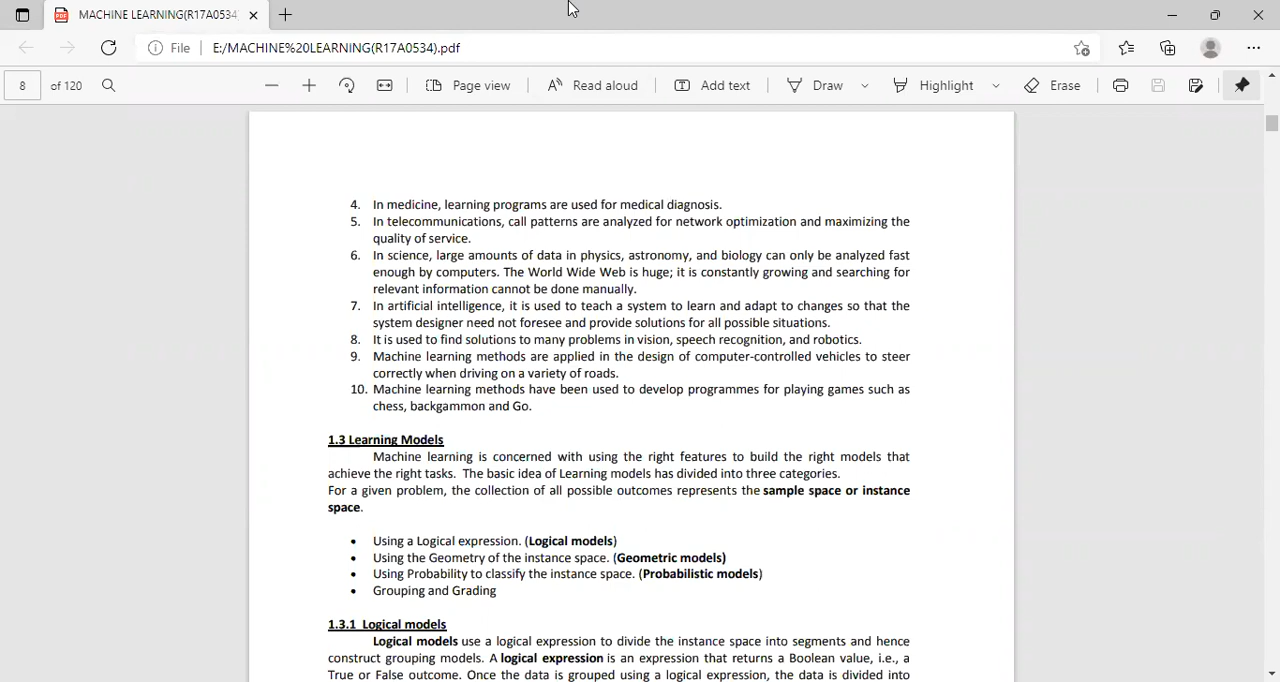 MACHINE LEARNING(R17A0534
File E:/MACHINE%20LEARNING(R17A0534).pdf
8 of 120 Page view Read aloud Add text Draw Highlight Erase
4. In medicine, learning programs are used for medical diagnosis.
5. In telecommunications, call patterns are analyzed for network optimization and maximizing the
quality of service.
6. In science, large amounts of data in physics, astronomy, and biology can only be analyzed fast
enough by computers. The World Wide Web is huge; it is constantly growing and searching for
relevant information cannot be done manually.
7. In artificial intelligence, it is used to teach a system to learn and adapt to changes so that the
system designer need not foresee and provide solutions for all possible situations.
8. It is used to find solutions to many problems in vision, speech recognition, and robotics.
9. Machine learning methods are applied in the design of computer-controlled vehicles to steer
correctly when driving on a variety of roads.
10. Machine learning methods have been used to develop programmes for playing games such as
chess, backgammon and Go.
1.3 Learning Models
Machine learning is concerned with using the right features to build the right models that
achieve the right tasks. The basic idea of Learning models has divided into three categories.
For a given problem, the collection of all possible outcomes represents the sample space or instance
space.
• Using a Logical expression. (Logical models)
• Using the Geometry of the instance space. (Geometric models)
• Using Probability to classify the instance space. (Probabilistic models)
• Grouping and Grading
1.3.1 Logical models
Logical models use a logical expression to divide the instance space into segments and hence
construct grouping models. A logical expression is an expression that returns a Boolean value, i.e., a
True or False outcome. Once the data is grouped using a logical expression, the data is divided into